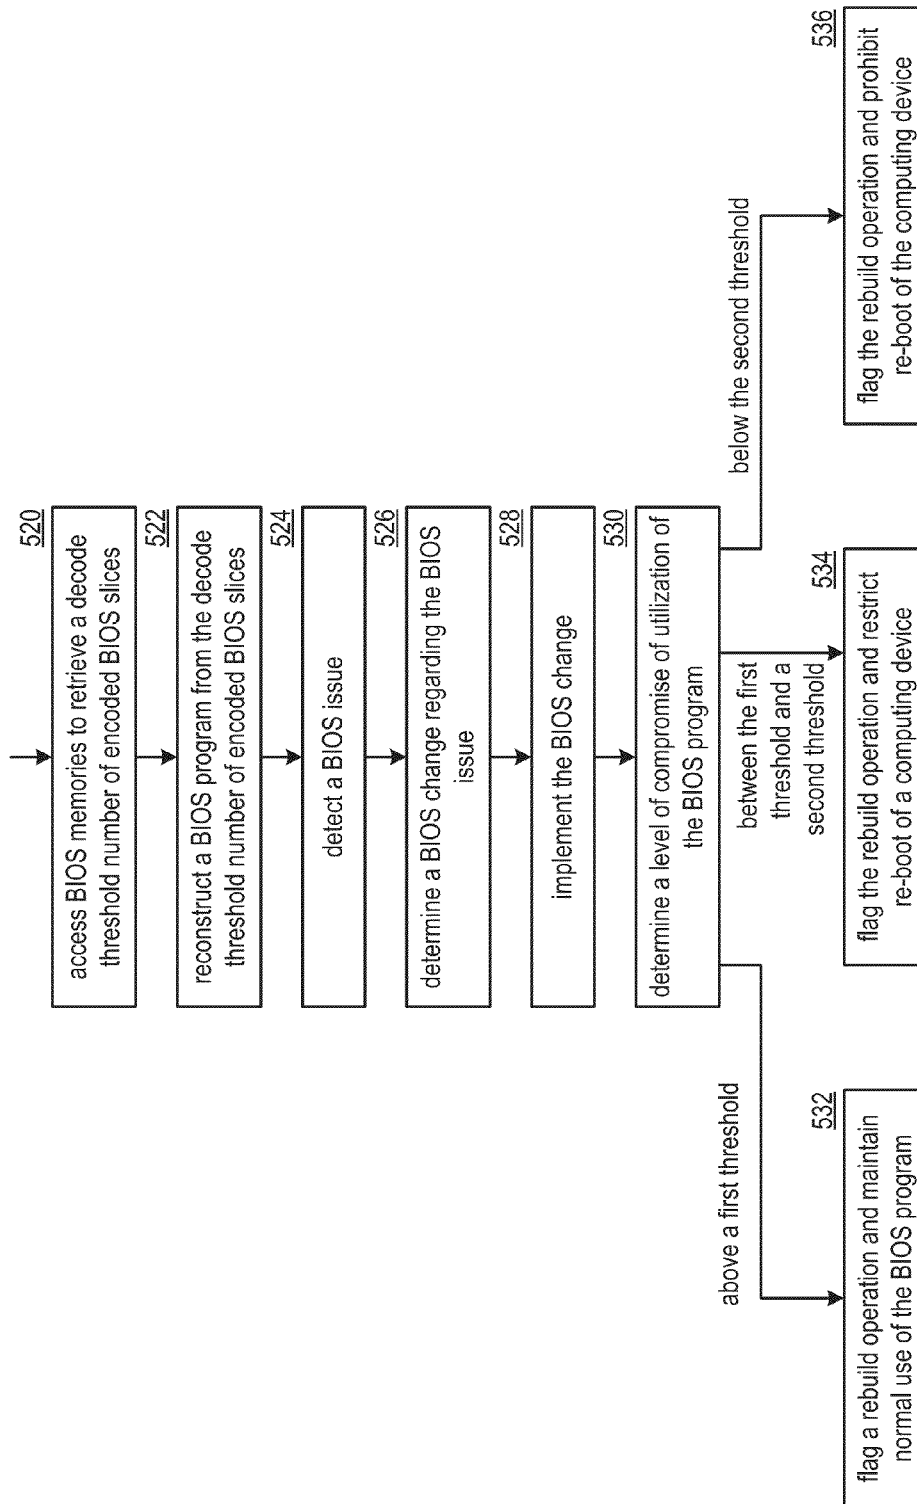 520
access BIOS memories to retrieve a decode
threshold number of encoded BIOS slices
522
reconstruct a BIOS program from the decode
threshold number of encoded BIOS slices
524
detect a BIOS issue
526
determine a BIOS change regarding the BIOS
issue
528
implement the BIOS change
530
determine a level of compromise of utilization of
the BIOS program
above a first threshold
between the first
threshold and a
second threshold
below the second threshold
532
flag a rebuild operation and maintain
normal use of the BIOS program
534
flag the rebuild operation and restrict
re-boot of a computing device
536
flag the rebuild operation and prohibit
re-boot of the computing device